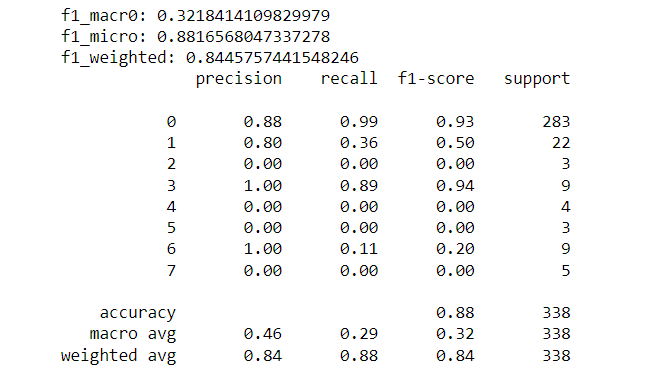 f1_macr0: 0.3218414109829979
f1_micro: 0.8816568047337278
f1_weighted: 0.8445757441548246
precision recall f1-score support
0 0.88 0.99 0.93 283
1 0.80 0.36 0.50 22
2 0.00 0.00 0.00 3
3 1.00 0.89 0.94 9
4 0.00 0.00 0.00 4
5 0.00 0.00 0.00 3
6 1.00 0.11 0.20 9
7 0.00 0.00 0.00 5
accuracy 0.88 338
macro avg 0.46 0.29 0.32 338
weighted avg 0.84 0.88 0.84 338